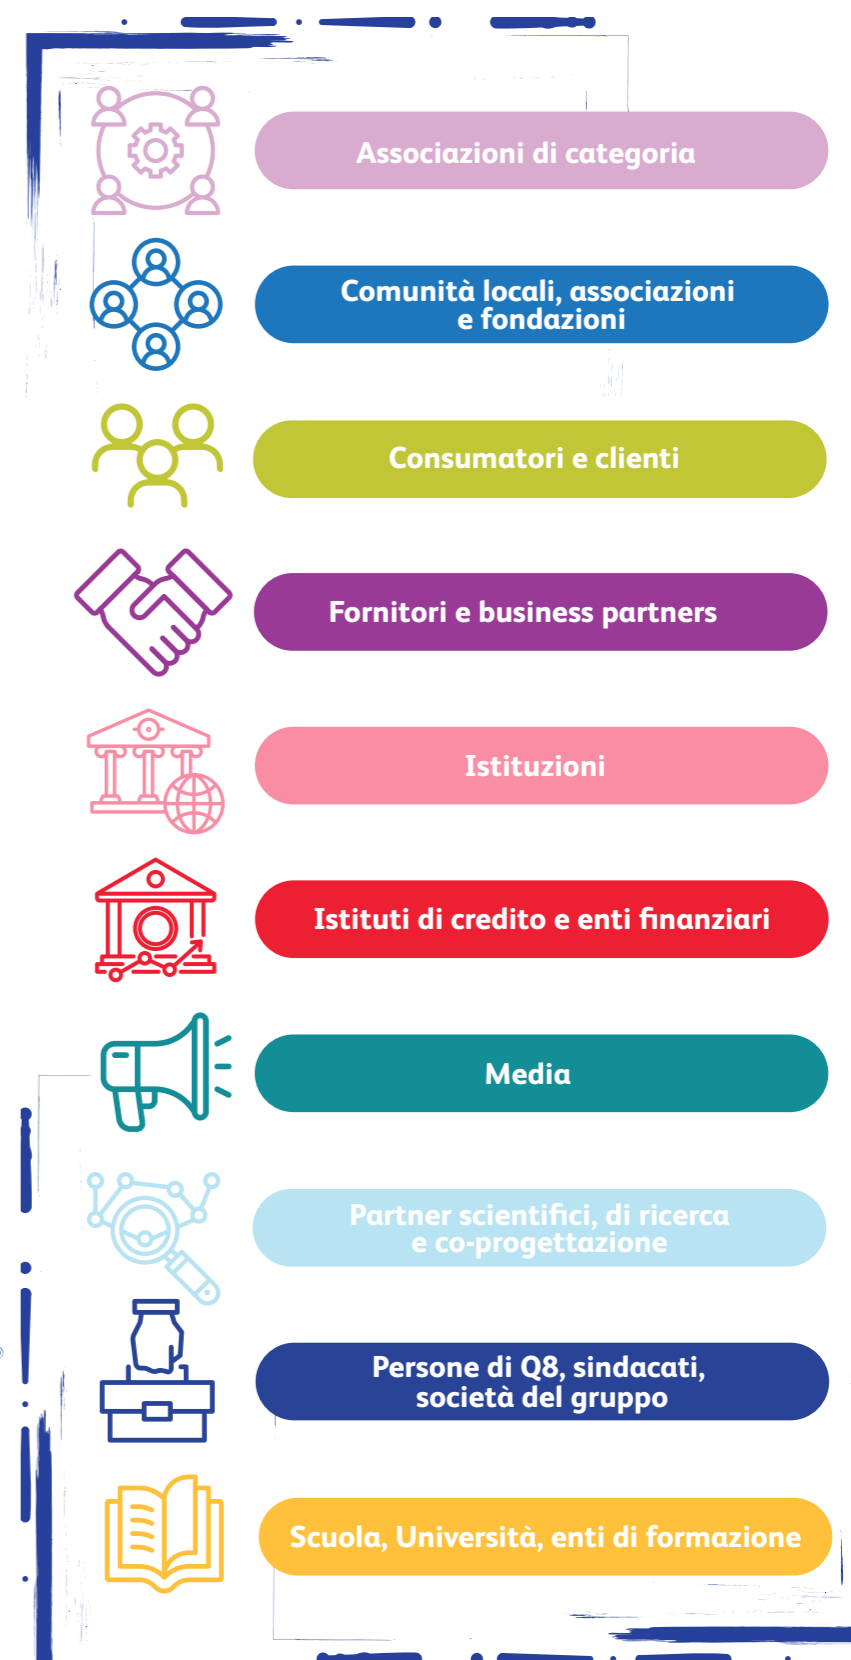 Associazioni di categoria
Comunità locali, associazioni
e fondazioni
Consumatori e clienti
Fornitori e business partners
Istituzioni
Istituti di credito e enti finanziari
Media
Partner scientifici, di ricerca
e co-progettazione
Persone di Q8, sindacati,
società del gruppo
Scuola, Università, enti di formazione